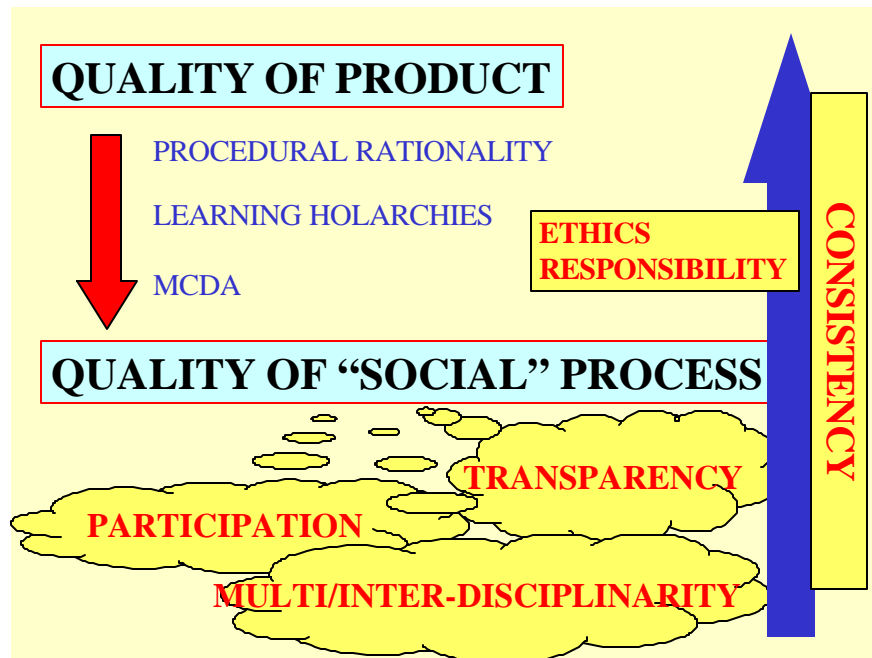 QUALITY OF PRODUCT
PROCEDURAL RATIONALITY
LEARNING HOLARCHIES
MCDA
ETHICS
RESPONSIBILITY
CONSISTENCY
QUALITY OF “SOCIAL” PROCESS
TRANSPARENCY
PARTICIPATION
MULTI/INTER-DISCIPLINARITY